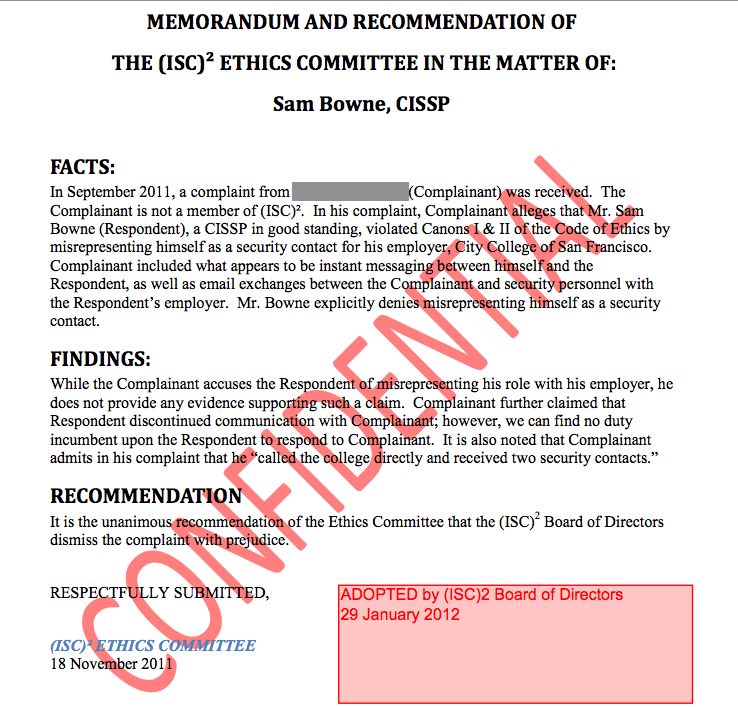 MEMORANDUM AND RECOMMENDATION OF
THE (ISC)² ETHICS COMMITTEE IN THE MATTER OF:
Sam Bowne, CISSP
FACTS:
In September 2011, a complaint from (Complainant) was received. The
Complainant is not a member of (ISC)². In his complaint, Complainant alleges that Mr. Sam
Bowne (Respondent), a CISSP in good standing, violated Canons I & II of the Code of Ethics by
misrepresenting himself as a security contact for his employer, City College of San Francisco.
Complainant included what appears to be instant messaging between himself and the
Respondent, as well as email exchanges between the Complainant and security personnel with
the Respondent's employer. Mr. Bowne explicitly denies misrepresenting himself as a security
contact.
FINDINGS:
While the Complainant accuses the Respondent of misrepresenting his role with his employer, he
does not provide any evidence supporting such a claim. Complainant further claimed that
Respondent discontinued communication with Complainant; however, we can find no duty
incumbent upon the Respondent to respond to Complainant. It is also noted that Complainant
admits in his complaint that he “called the college directly and received two security contacts.”
RECOMMENDATION
It is the unanimous recommendation of the Ethics Committee that the (ISC)² Board of Directors
dismiss the complaint with prejudice.
RESPECTFULLY SUBMITTED,
(ISC)² ETHICS COMMITTEE
18 November 2011
ADOPTED by (ISC)2 Board of Directors
29 January 2012
CONFIDENTIAL